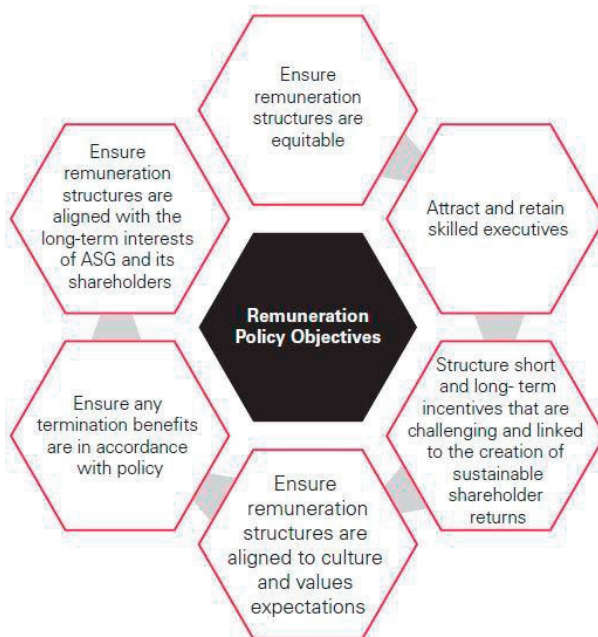 Ensure
remuneration
structures are
equitable
Attract and retain
skilled executives
Structure short
and long- term
incentives that are
challenging and linked
to the creation of
sustainable
shareholder
returns
Ensure
remuneration
structures are
aligned to culture
and values
expectations
Ensure any
termination benefits
are in accordance
with policy
Ensure
remuneration
structures are
aligned with the
long-term interests
of ASG and its
shareholders
Remuneration
Policy Objectives